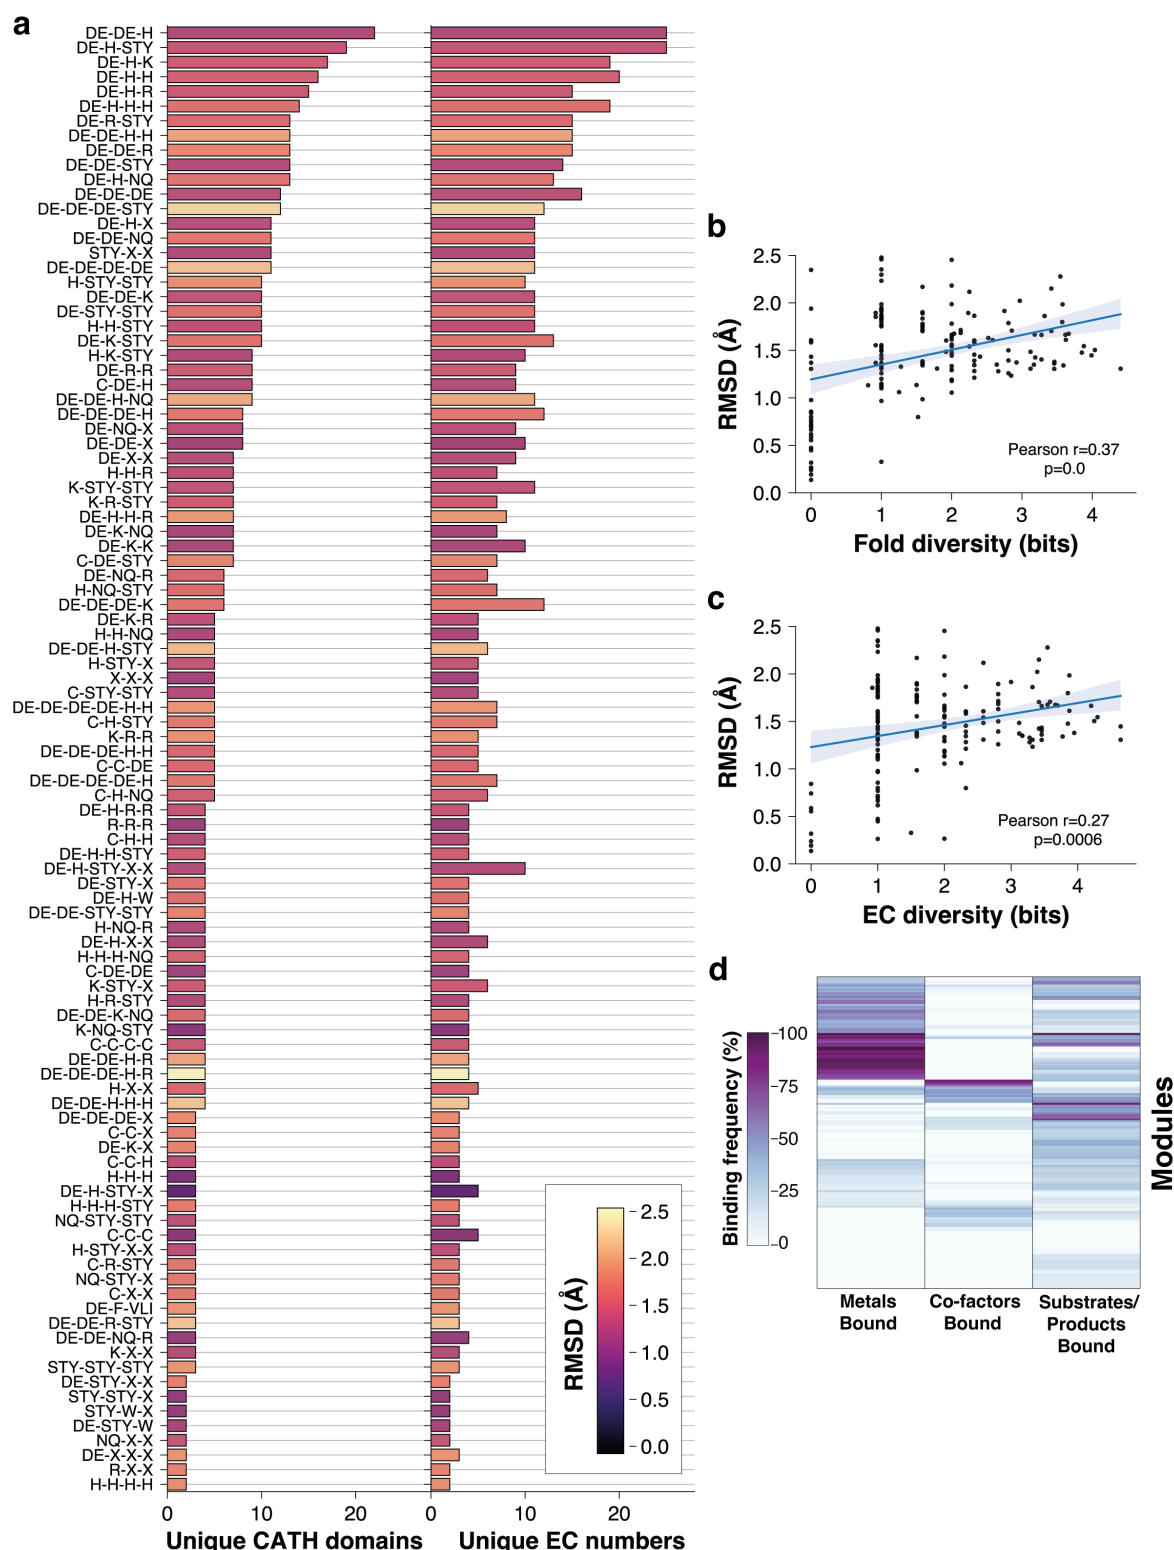 a
DE-DE-H
DE-H-STY
DE-H-K
DE-H-H
DE-H-R
DE-H-H-H
DE-R-STY
DE-DE-H-H
DE-DE-R
DE-DE-STY
DE-H-NQ
DE-DE-DE
DE-DE-DE-STY
DE-H-X
DE-DE-NQ
STY-X-X
DE-DE-DE-DE
H-STY-STY
DE-DE-K
DE-STY-STY
H-H-STY
DE-K-STY
H-K-STY
DE-R-R
C-DE-H
DE-DE-H-NQ
DE-DE-DE-H
DE-NQ-X
DE-DE-X
DE-X-X
H-H-R
K-STY-STY
K-R-STY
DE-H-H-R
DE-K-NQ
DE-K-K
C-DE-STY
DE-NQ-R
H-NQ-STY
DE-DE-DE-K
DE-K-R
H-H-NQ
DE-DE-H-STY
H-STY-X
X-X-X
C-STY-STY
DE-DE-DE-DE-H-H
C-H-STY
K-R-R
DE-DE-DE-H-H
C-C-DE
DE-DE-DE-DE-H
C-H-NQ
DE-H-R-R
R-R-R
C-H-H
DE-H-H-STY
DE-H-STY-X-X
DE-STY-X
DE-H-W
DE-DE-STY-STY
H-NQ-R
DE-H-X-X
H-H-H-NQ
C-DE-DE
K-STY-X
H-R-STY
DE-DE-K-NQ
K-NQ-STY
C-C-C-C
DE-DE-H-R
DE-DE-DE-H-R
H-X-X
DE-DE-H-H-H
DE-DE-DE-X
C-C-X
DE-K-X
C-C-H
H-H-H
DE-H-STY-X
H-H-H-STY
NQ-STY-STY
C-C-C
H-STY-X-X
C-R-STY
NQ-STY-X
C-X-X
DE-F-VLI
DE-DE-R-STY
DE-DE-NQ-R
K-X-X
STY-STY-STY
DE-STY-X-X
STY-STY-X
STY-W-X
DE-STY-W
NQ-X-X
DE-X-X-X
R-X-X
H-H-H-H
0 10 20
Unique CATH domains
0 10 20
Unique EC numbers
RMSD (Å)
2.5
2.0
1.5
1.0
0.5
0.0
b
RMSD (Å)
2.5
2.0
1.5
1.0
0.5
0.0
Pearson r=0.37
p=0.0
0 1 2 3 4
Fold diversity (bits)
c
RMSD (Å)
2.5
2.0
1.5
1.0
0.5
0.0
Pearson r=0.27
p=0.0006
0 1 2 3 4
EC diversity (bits)
d
Binding frequency (%)
100
75
50
25
0
Modules
Metals
Bound
Co-factors
Bound
Substrates/
Products
Bound